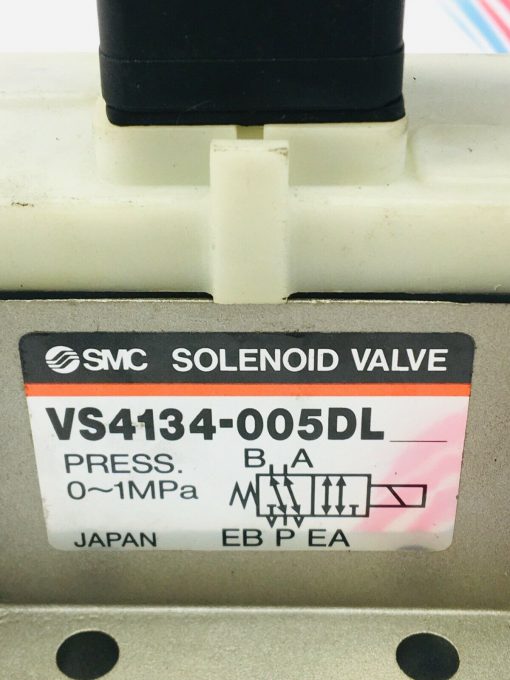 SMC SOLENOID VALVE
VS4134-005DL
PRESS.
0~1MPa
B A
JAPAN
EB P EA